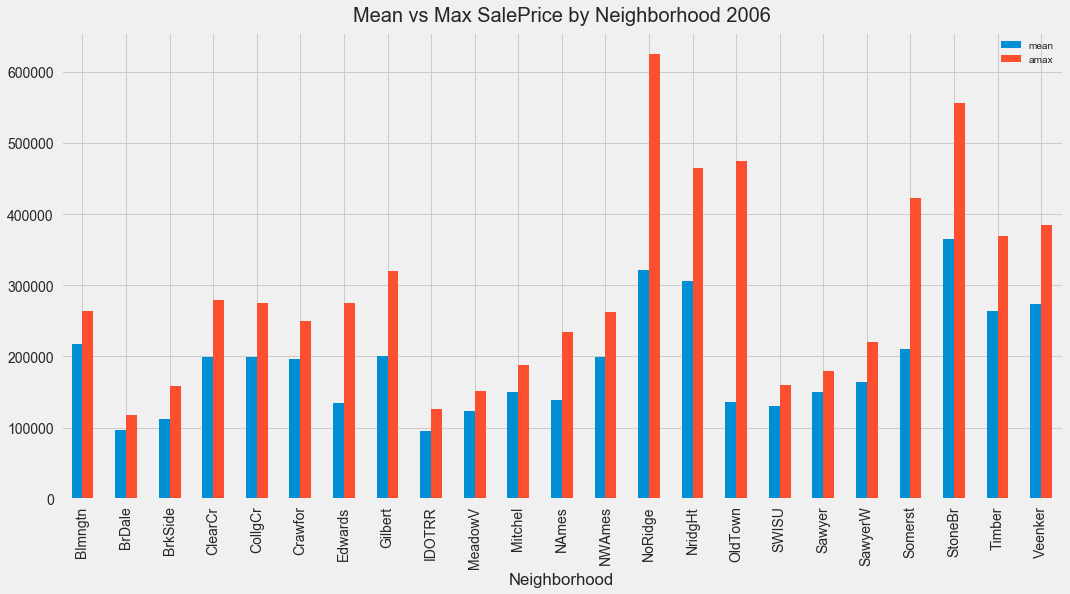 Mean vs Max SalePrice by Neighborhood 2006
mean
amax
600000
500000
400000
300000
200000
100000
0
Blmngtn
BrDale
BrkSide
ClearCr
CollgCr
Crawfor
Edwards
Gilbert
IDOTRR
MeadowV
Mitchel
NAmes
NWAmes
NoRidge
NridgHt
OldTown
SWISU
Sawyer
SawyerW
Somerst
StoneBr
Timber
Veenker
Neighborhood